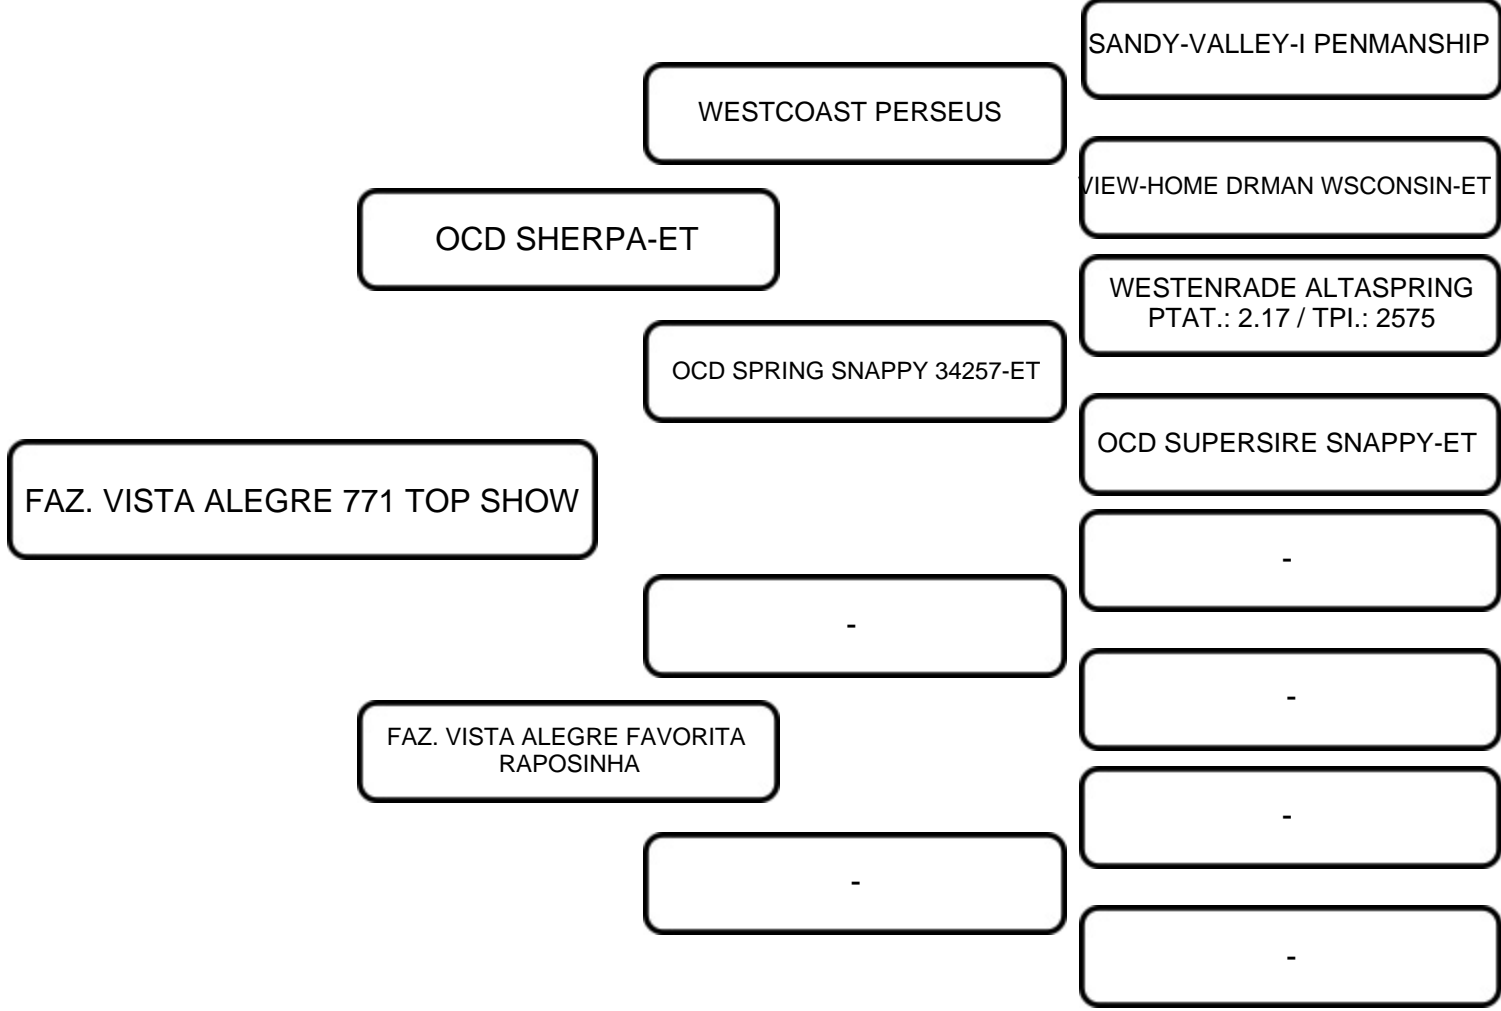 SANDY-VALLEY-I PENMANSHIP
WESTCOAST PERSEUS
VIEW-HOME DRMAN WSCONSIN-ET
OCD SHERPA-ET
WESTENRADE ALTASPRING
PTAT.: 2.17 / TPI.: 2575
OCD SPRING SNAPPY 34257-ET
OCD SUPERSIRE SNAPPY-ET
FAZ. VISTA ALEGRE 771 TOP SHOW
-
-
-
FAZ. VISTA ALEGRE FAVORITA
RAPOSINHA
-
-
-